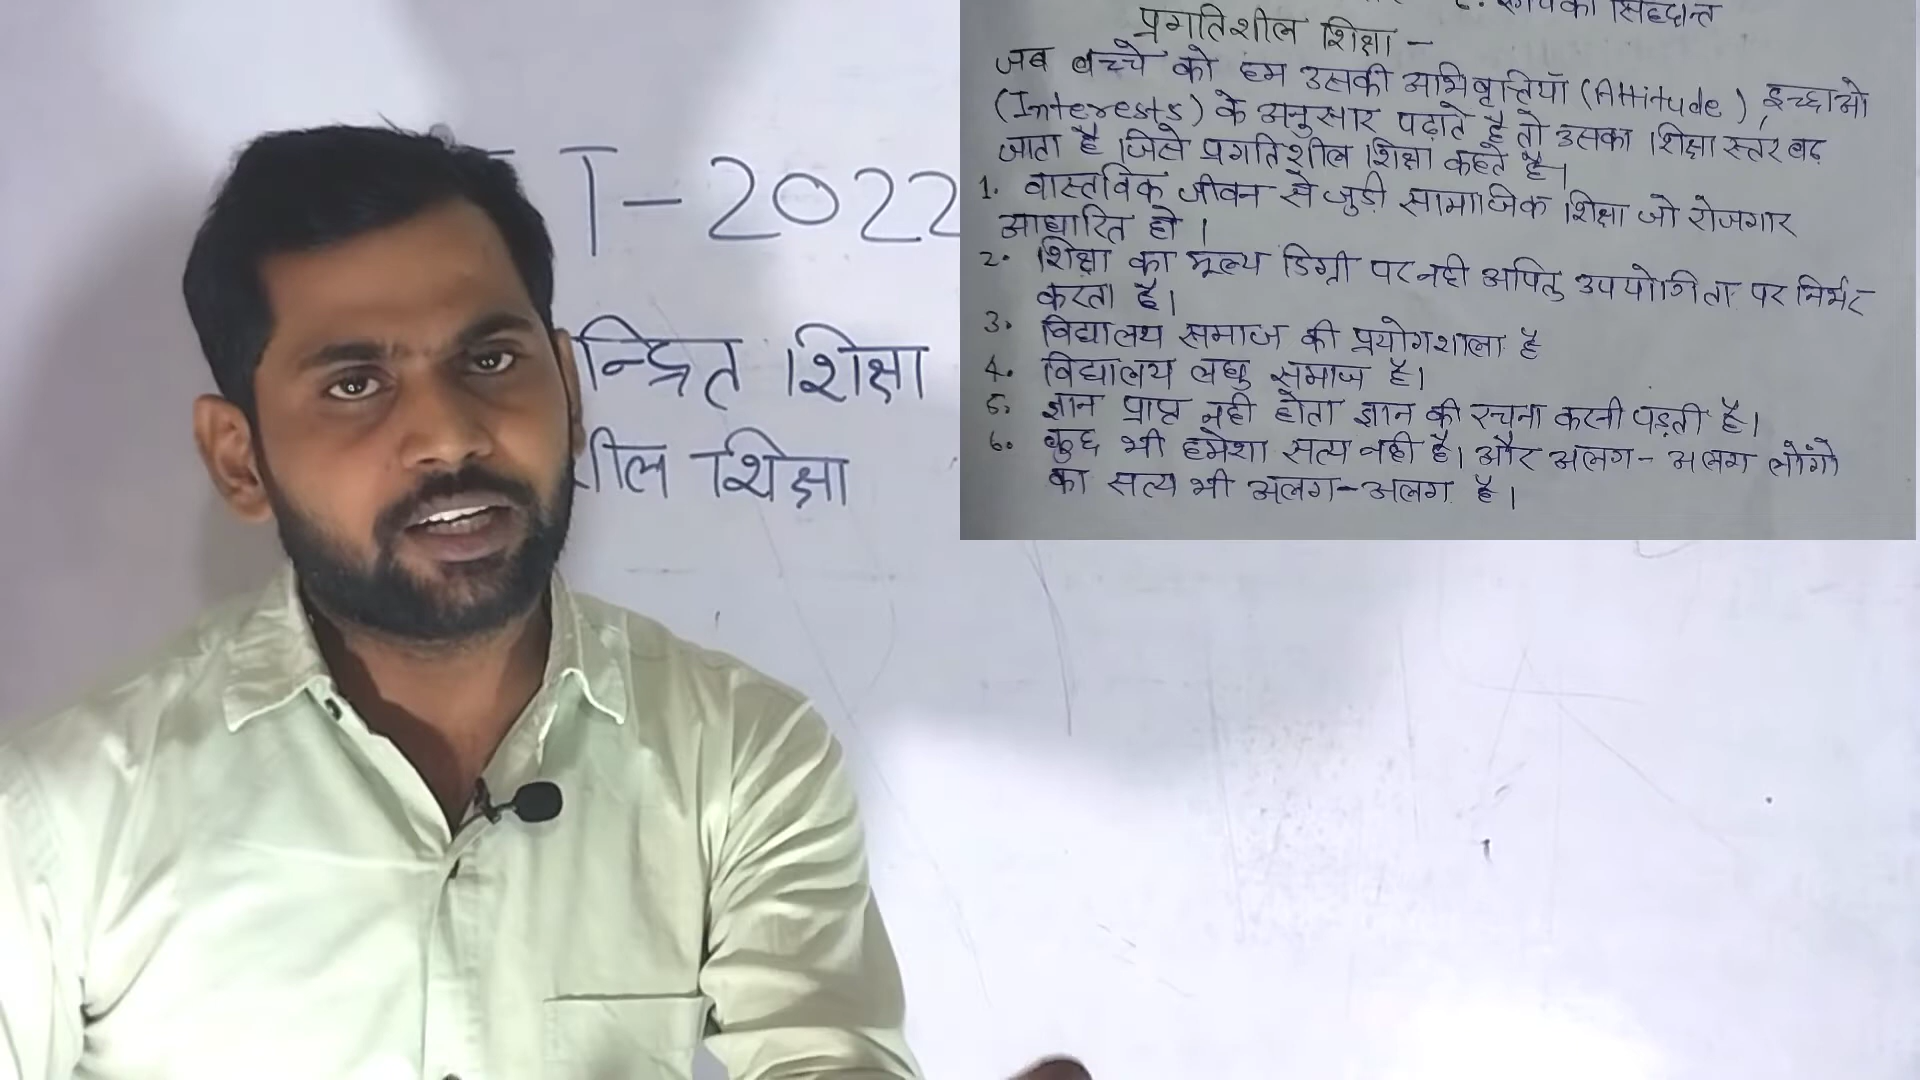 T-2022
न्द्रित शिक्षा
शील शिक्षा
सिद्धान्त
प्रगतिशील शिक्षा –
जब बच्चे को हम उसकी अभिवृत्तियाँ (Attitude), इच्छाओ
(Interests) के अनुसार पढ़ाते है तो उसका शिक्षा स्तर बढ़
जाता है जिसे प्रगतिशील शिक्षा कहते है।
1. वास्तविक जीवन से जुड़ी सामाजिक शिक्षा जो रोजगार
आधारित हो।
2. शिक्षा का मूल्य डिग्री पर नही अपितु उपयोगिता पर निर्भर
करता है।
3. विद्यालय समाज की प्रयोगशाला है
4. विद्यालय लघु समाज है।
5. ज्ञान प्राप्त नही होता ज्ञान की रचना करनी पड़ती है।
6. कुछ भी हमेशा सत्य नही है। और अलग-अलग लोगो
का सत्य भी अलग-अलग है।